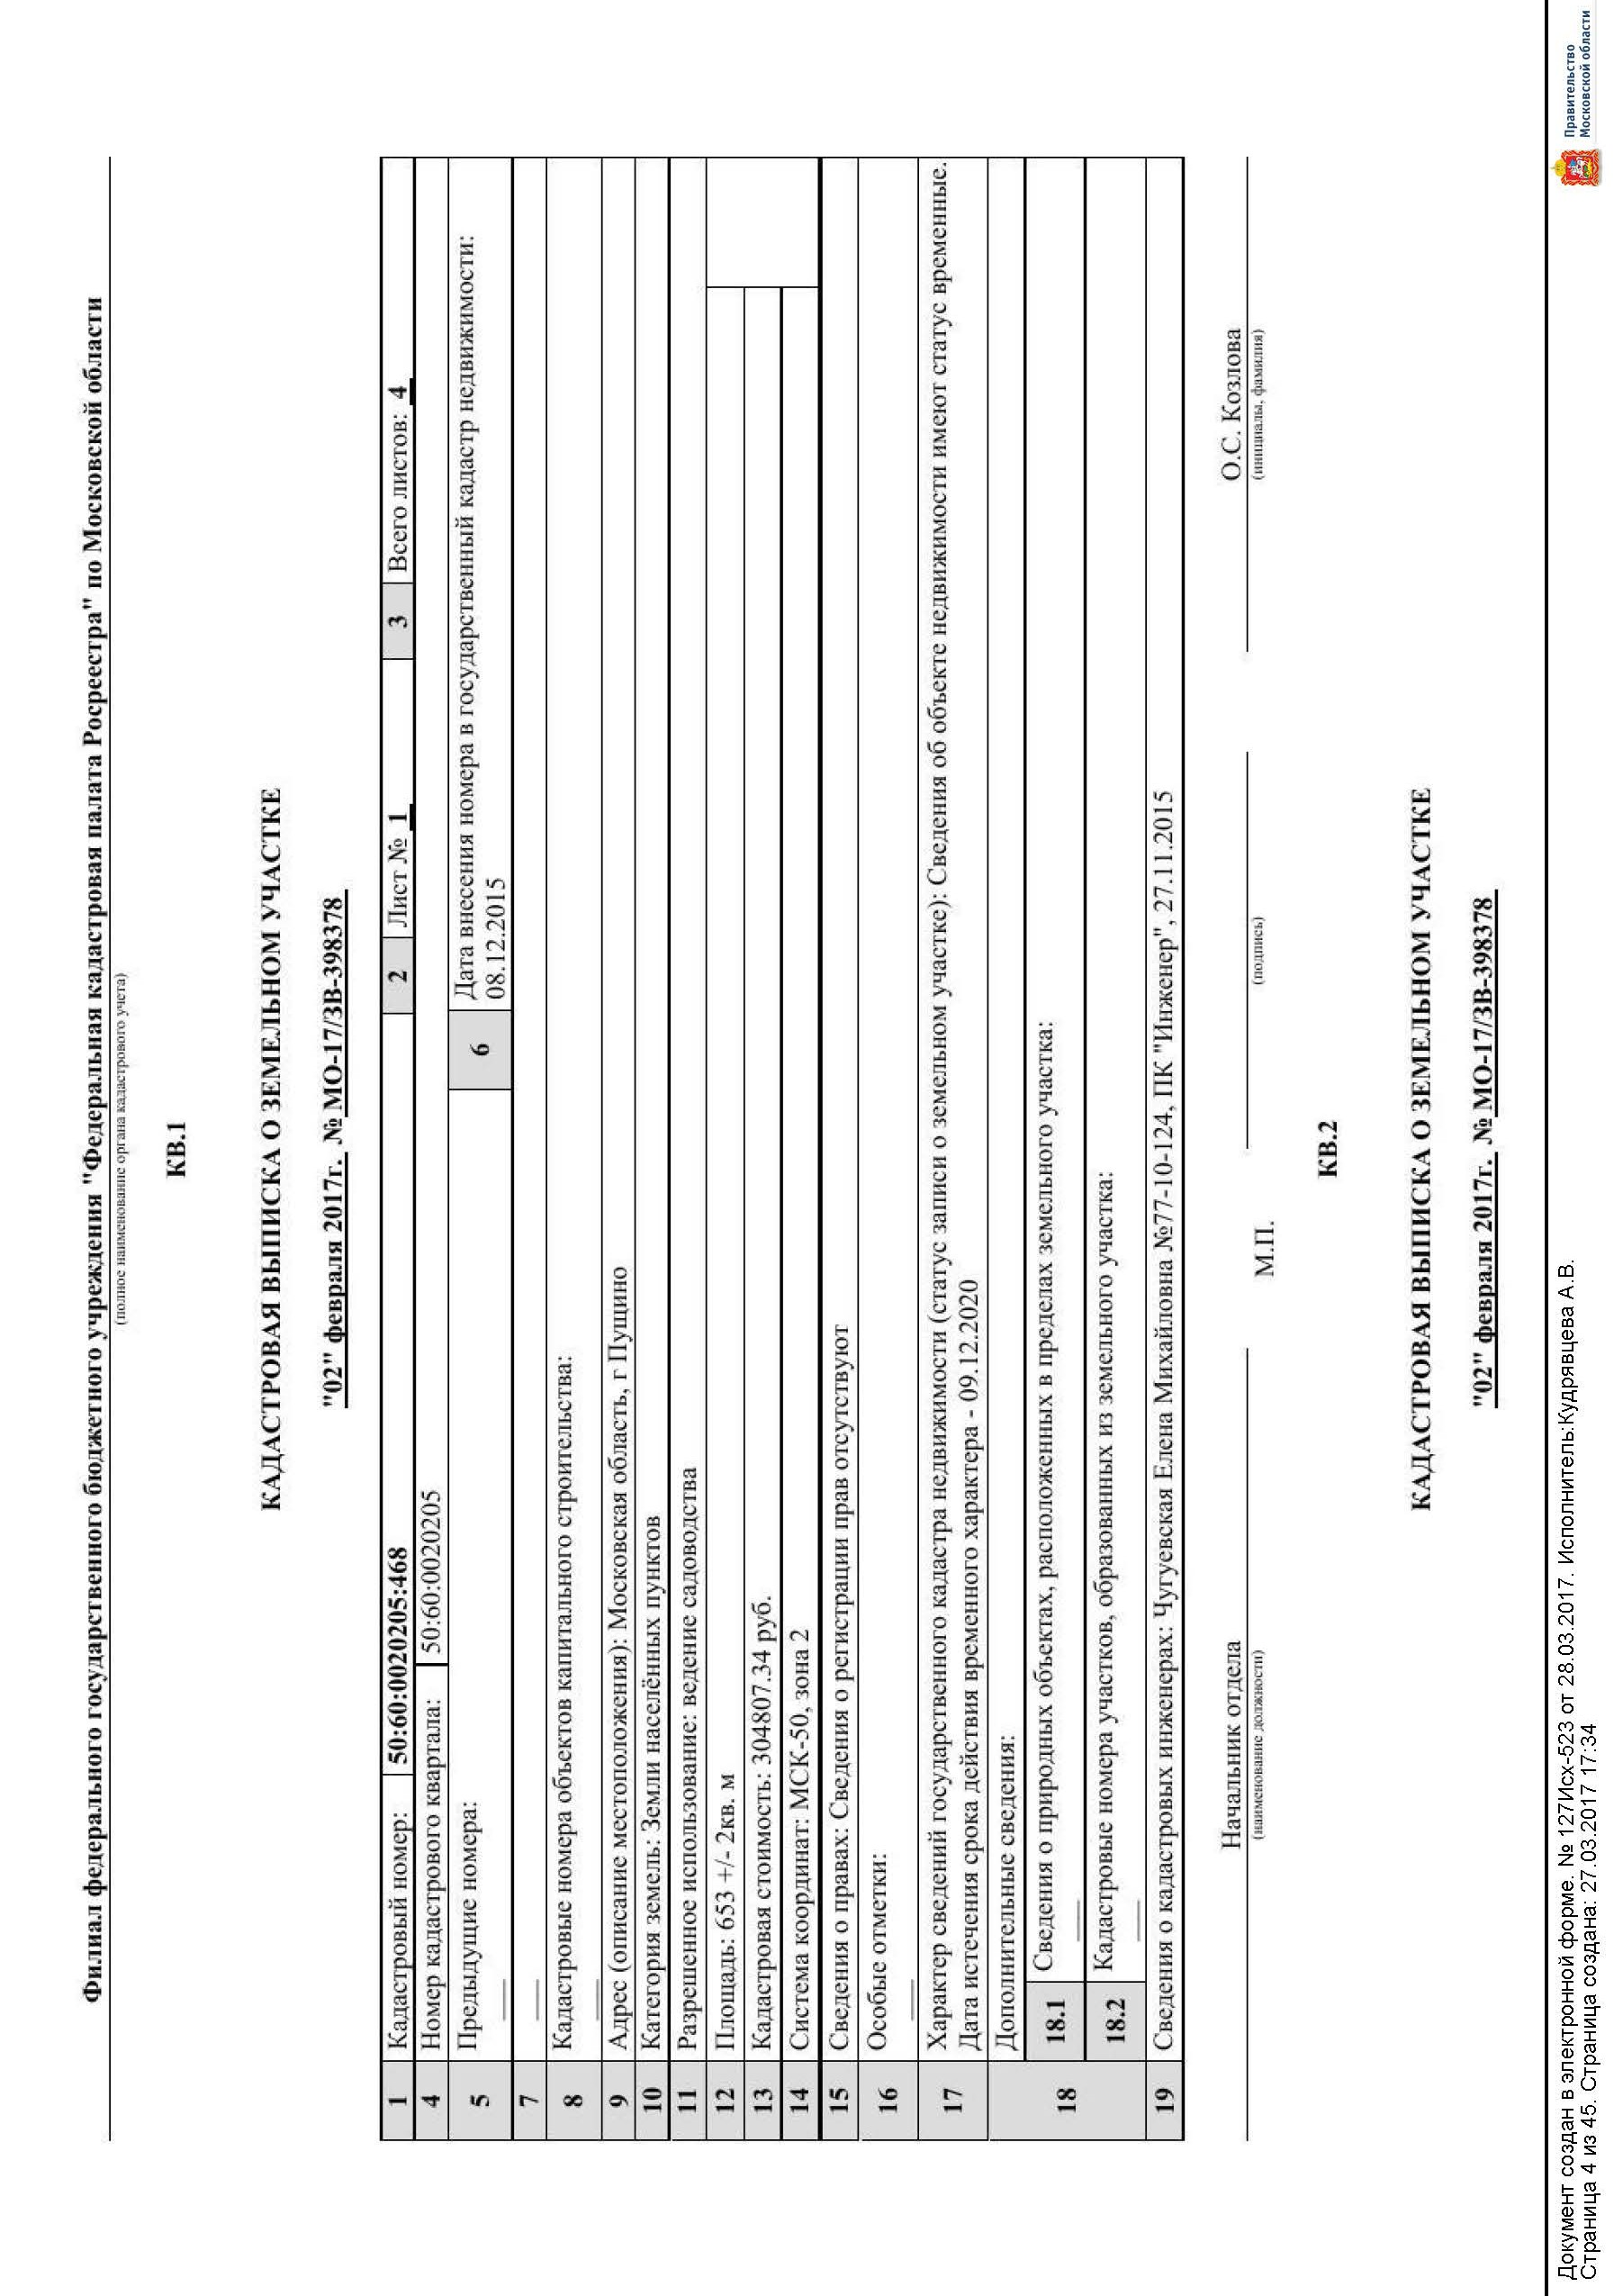 Филиал федерального государственного бюджетного учреждения "Федеральная кадастровая палата Росреестра" по Московской области
(полное наименование органа кадастрового учета)
КВ.1
КАДАСТРОВАЯ ВЫПИСКА О ЗЕМЕЛЬНОМ УЧАСТКЕ
"02" февраля 2017г. № МО-17/ЗВ-398378
1 Кадастровый номер: 50:60:0020205:468 2 Лист № 1 3 Всего листов: 4
4 Номер кадастрового квартала: 50:60:0020205
5 Предыдущие номера: 6 Дата внесения номера в государственный кадастр недвижимости:
08.12.2015
7
8 Кадастровые номера объектов капитального строительства:
9 Адрес (описание местоположения): Московская область, г Пущино
10 Категория земель: Земли населённых пунктов
11 Разрешенное использование: ведение садоводства
12 Площадь: 653 +/- 2кв. м
13 Кадастровая стоимость: 304807.34 руб.
14 Система координат: МСК-50, зона 2
15 Сведения о правах: Сведения о регистрации прав отсутствуют
16 Особые отметки:
17 Характер сведений государственного кадастра недвижимости (статус записи о земельном участке): Сведения об объекте недвижимости имеют статус временные.
Дата истечения срока действия временного характера - 09.12.2020
18 Дополнительные сведения:
18.1 Сведения о природных объектах, расположенных в пределах земельного участка:
18.2 Кадастровые номера участков, образованных из земельного участка:
19 Сведения о кадастровых инженерах: Чугуевская Елена Михайловна №77-10-124, ПК "Инженер", 27.11.2015
Начальник отдела О.С. Козлова
(наименование должности) М.П. (подпись) (инициалы, фамилия)
КВ.2
КАДАСТРОВАЯ ВЫПИСКА О ЗЕМЕЛЬНОМ УЧАСТКЕ
"02" февраля 2017г. № МО-17/ЗВ-398378
Документ создан в электронной форме. № 127Исх-523 от 28.03.2017. Исполнитель:Кудрявцева А.В.
Страница 4 из 45. Страница создана: 27.03.2017 17:34
Правительство
Московской области